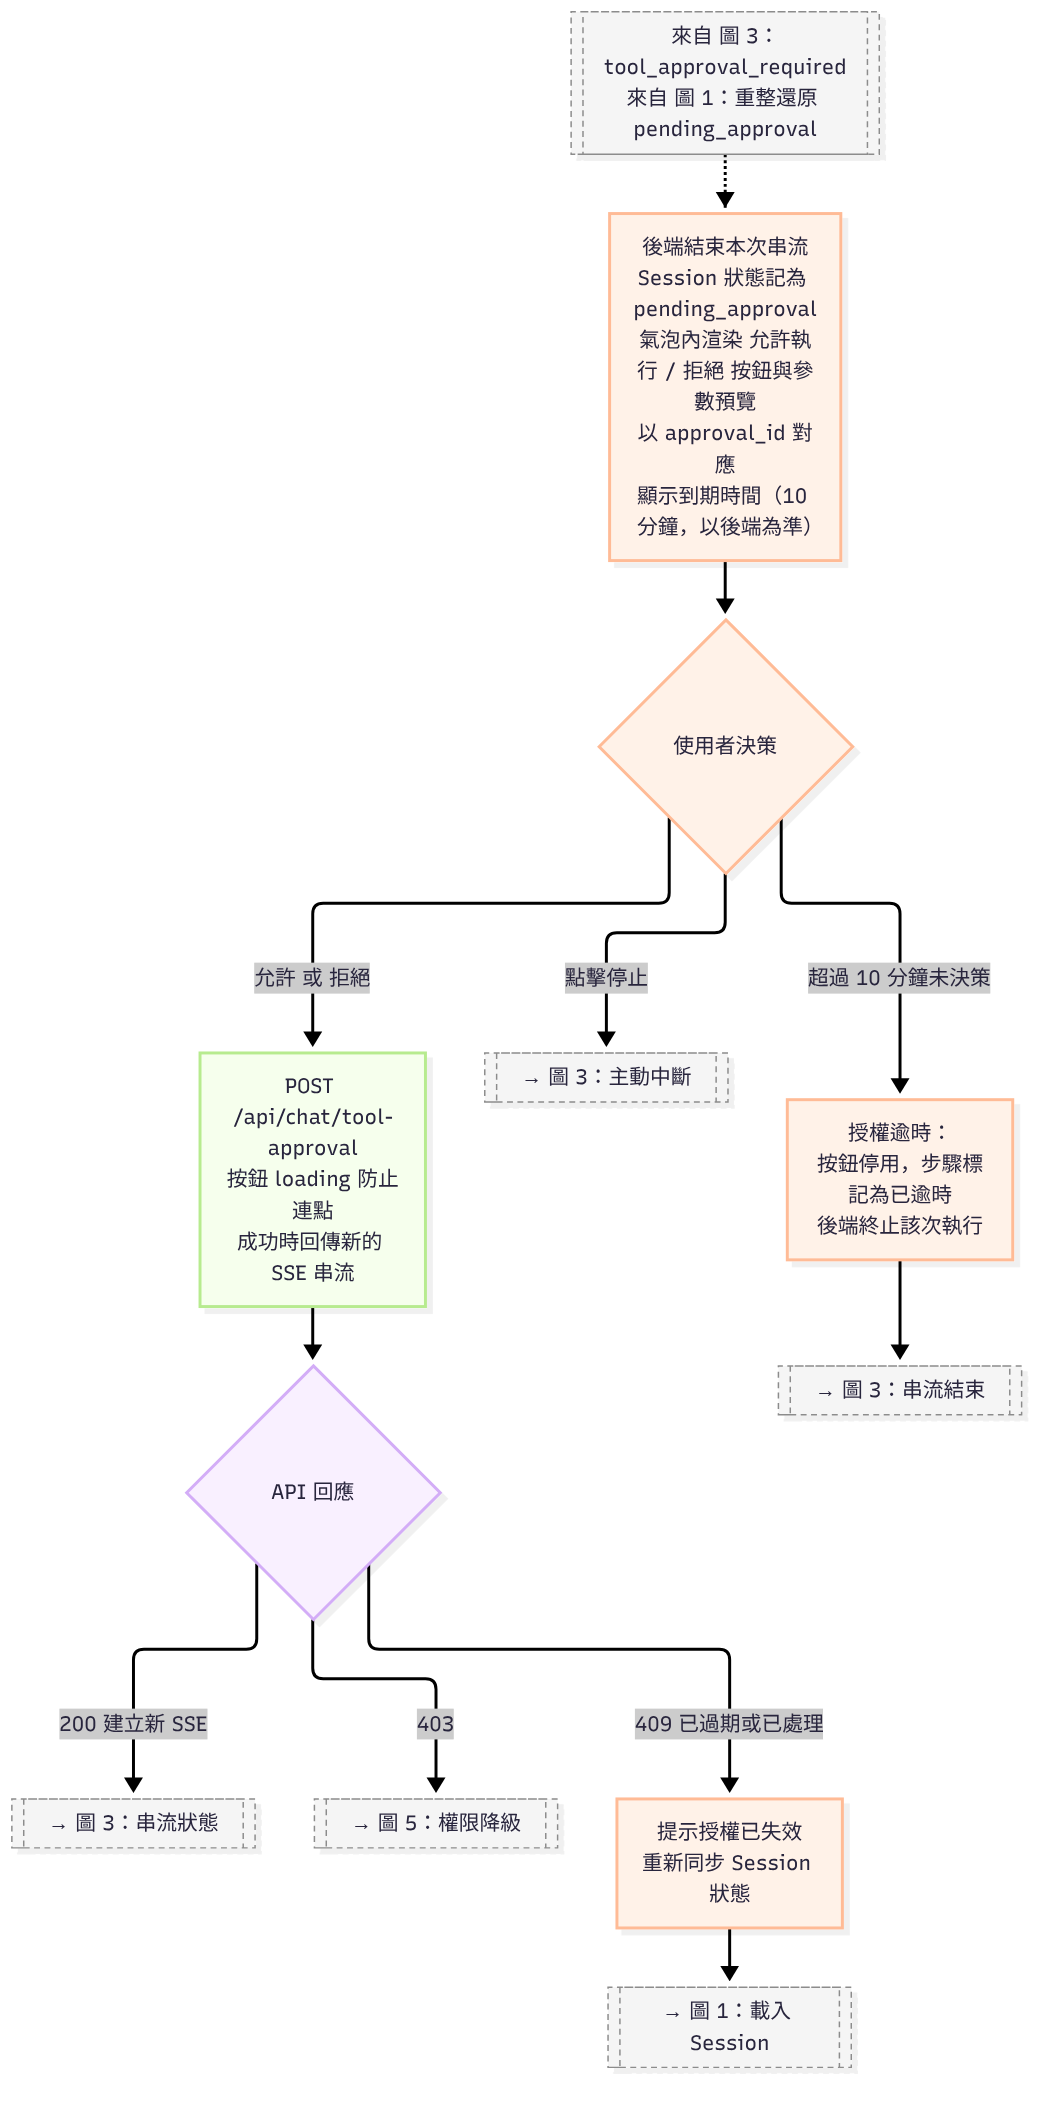 來自 圖 3：
tool_approval_required
來自 圖 1：重整還原
pending_approval
後端結束本次串流
Session 狀態記為
pending_approval
氣泡內渲染 允許執
行 / 拒絕 按鈕與參
數預覽
以 approval_id 對
應
顯示到期時間（10
分鐘，以後端為準）
使用者決策
允許 或 拒絕
點擊停止
超過 10 分鐘未決策
POST
/api/chat/tool-
approval
按鈕 loading 防止
連點
成功時回傳新的
SSE 串流
→ 圖 3：主動中斷
授權逾時：
按鈕停用，步驟標
記為已逾時
後端終止該次執行
→ 圖 3：串流結束
API 回應
200 建立新 SSE
403
409 已過期或已處理
→ 圖 3：串流狀態
→ 圖 5：權限降級
提示授權已失效
重新同步 Session
狀態
→ 圖 1：載入
Session